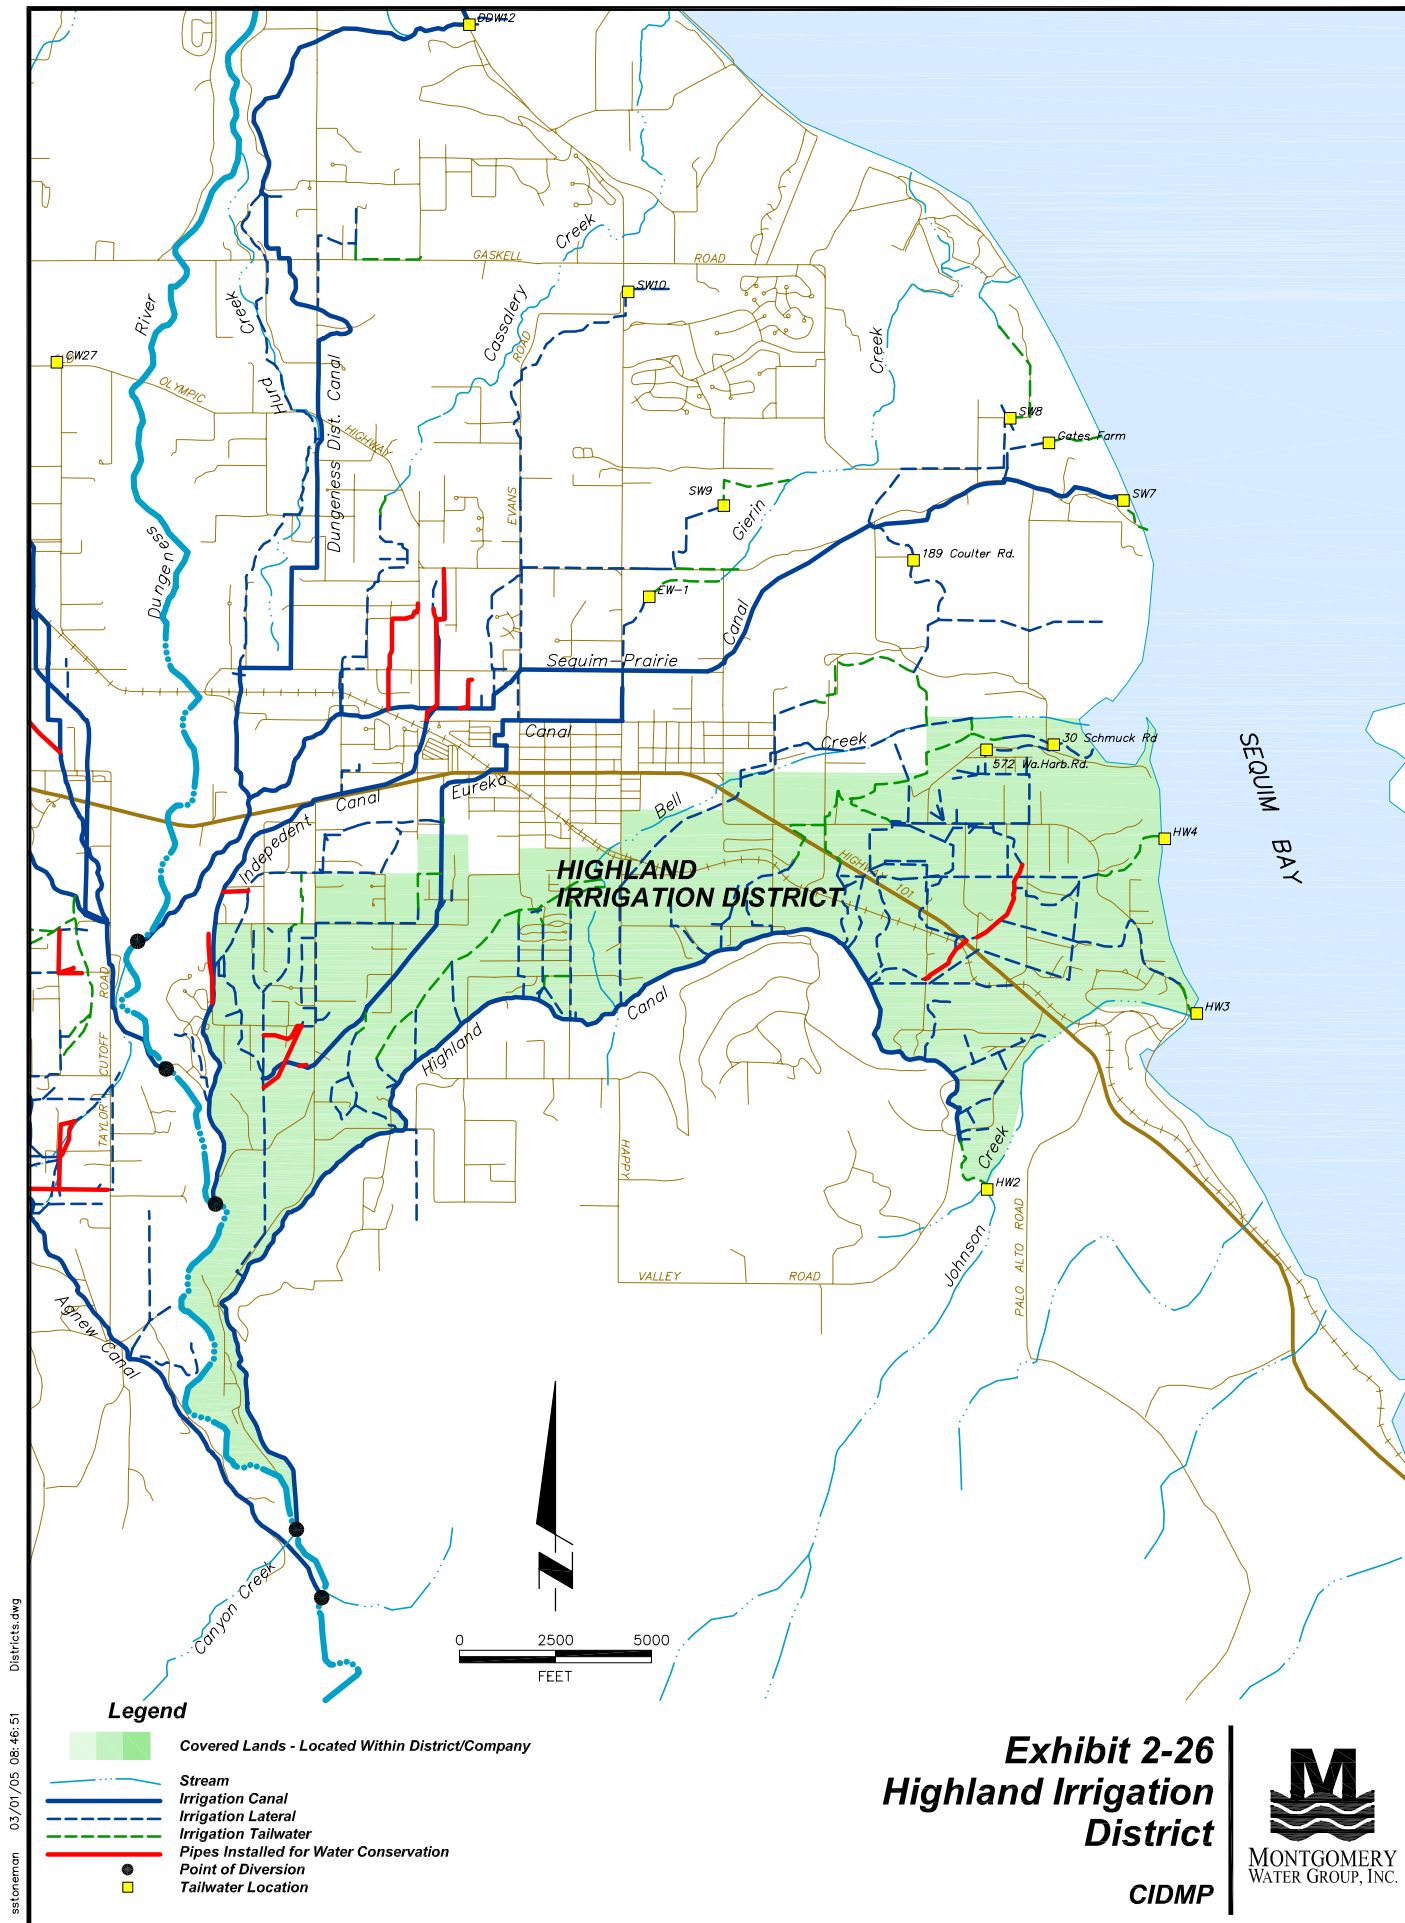 DDW12
Creek
GASKELL
ROAD
SW10
River
Creek
Cassalery
ROAD
CW27
OLYMPIC
Hurd
Dungeness Dist. Canal
HIGHWAY
Creek
SW8
Gates Farm
SW9
SW7
EVANS
Gierin
Dungeness
189 Coulter Rd.
EW-1
Canal
Sequim-Prairie
Canal
Creek
30 Schmuck Rd
572 Wa.Harb.Rd.
SEQUIM BAY
Eureka
Canal
Bell
Indepedent
HW4
HIGHLAND
IRRIGATION DISTRICT
HIGHWAY 101
ROAD
CUTOFF
TAYLOR
Canal
Highland
HW3
HAPPY
Creek
HW2
Johnson
PALO ALTO ROAD
VALLEY
ROAD
Agnew Canal
Canyon Creek
0 2500 5000
FEET
Legend
Covered Lands - Located Within District/Company
Stream
Irrigation Canal
Irrigation Lateral
Irrigation Tailwater
Pipes Installed for Water Conservation
Point of Diversion
Tailwater Location
Exhibit 2-26
Highland Irrigation
District
CIDMP
M
MONTGOMERY
WATER GROUP, INC.
sstoneman 03/01/05 08:46:51 Districts.dwg